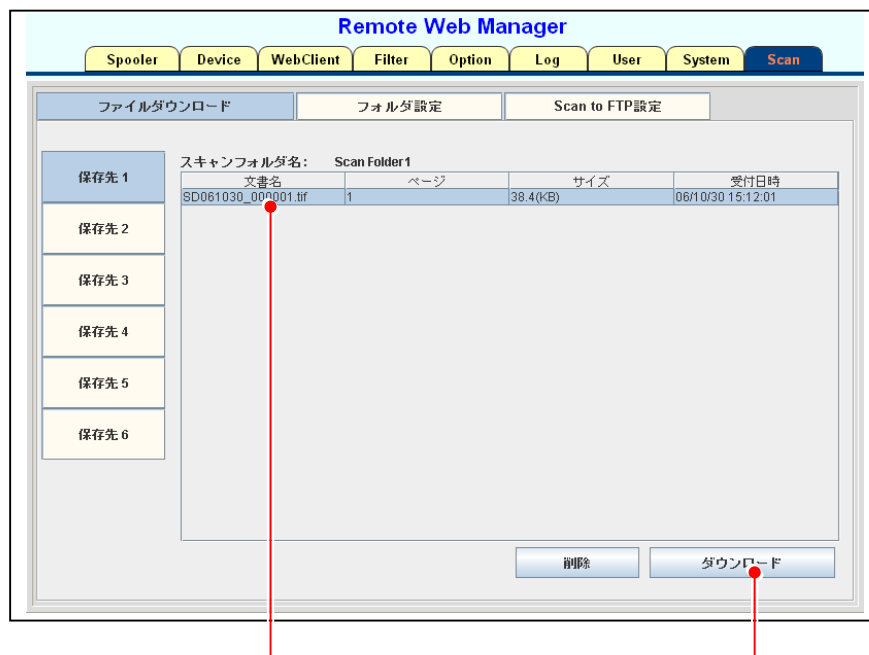 Remote Web Manager
Spooler Device WebClient Filter Option Log User System Scan
ファイルダウンロード フォルダ設定 Scan to FTP設定
保存先 1
保存先 2
保存先 3
保存先 4
保存先 5
保存先 6
スキャンフォルダ名: Scan Folder1
文書名 ページ サイズ 受付日時
SD061030_000001.tif 1 38.4(KB) 06/10/30 15:12:01
削除 ダウンロード